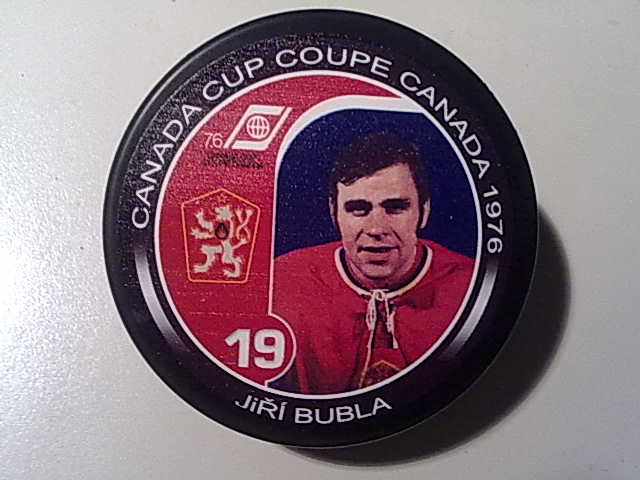 CANADA CUP COUPE CANADA 1976
76
19
JiŘÍ BUBLA